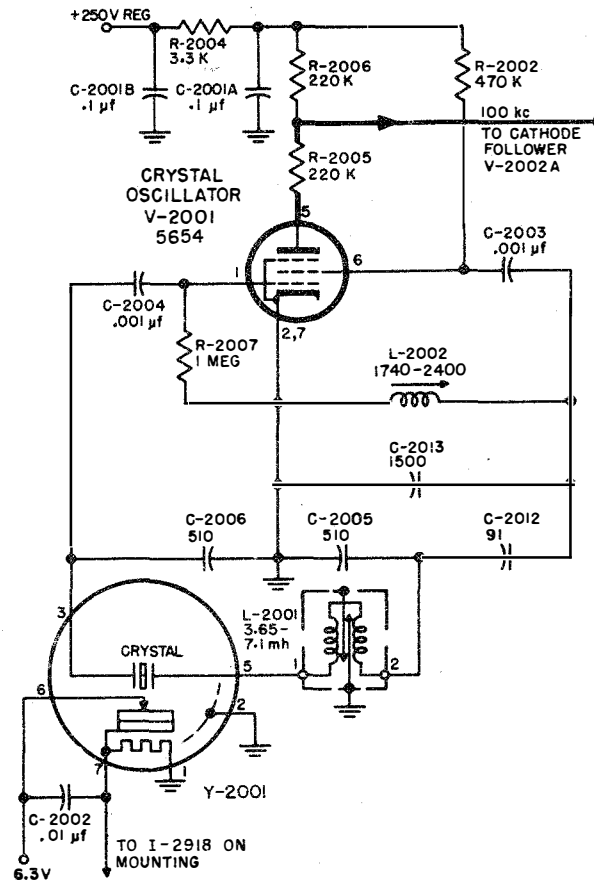 +250V REG
R-2004
3.3 K
C-2001B
.1 µf
C-2001A
.1 µf
R-2006
220 K
R-2002
470 K
100 kc
TO CATHODE
FOLLOWER
V-2002A
R-2005
220 K
CRYSTAL
OSCILLATOR
V-2001
5654
5
1
6
2,7
C-2003
.001 µf
C-2004
.001 µf
R-2007
1 MEG
L-2002
1740-2400
C-2013
1500
C-2006
510
C-2005
510
C-2012
91
3
CRYSTAL
5
L-2001
3.65-
7.1 mh
1
2
6
2
7
1
Y-2001
C-2002
.01 µf
TO I-2918 ON
MOUNTING
6.3V